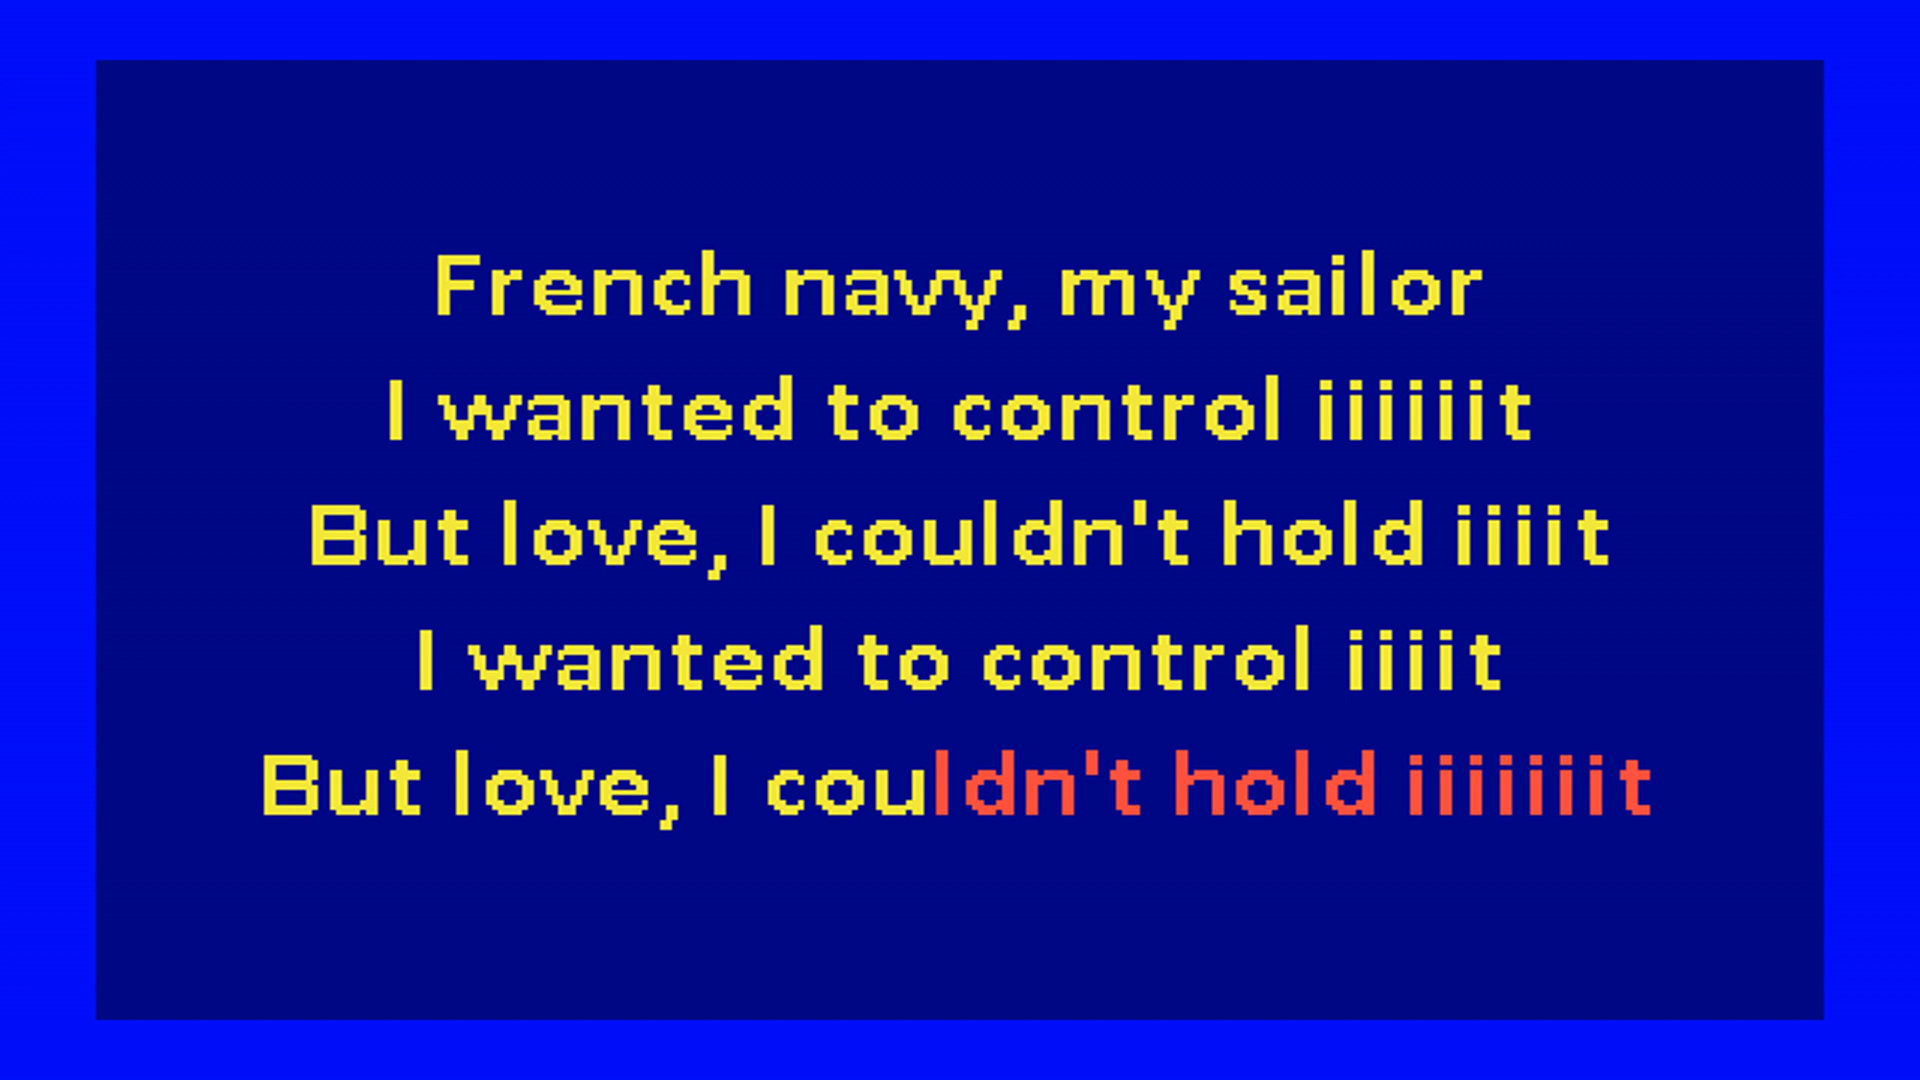 French navy, my sailor
I wanted to control iiiiiit
But love, I couldn't hold iiiit
I wanted to control iiiit
But love, I couldn't hold iiiiiiit